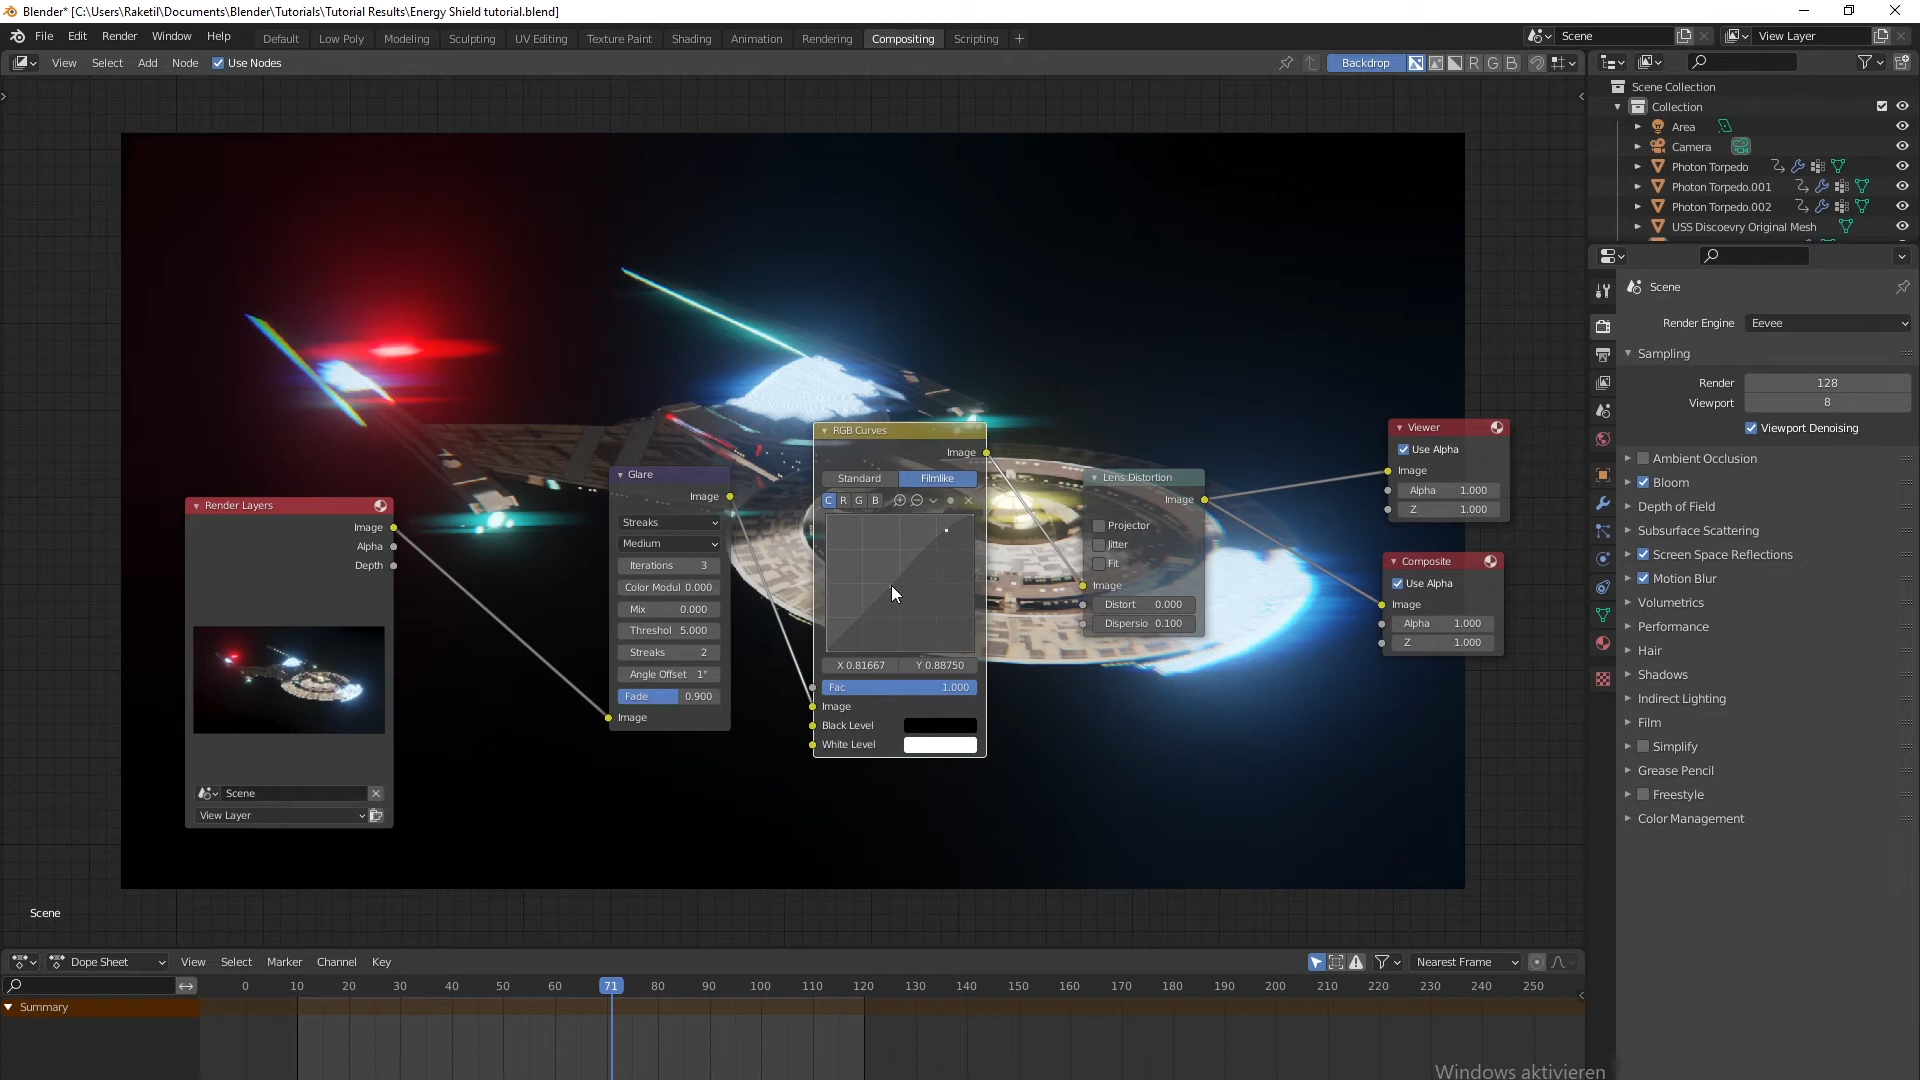 Blender* [C:\Users\Raketil\Documents\Blender\Tutorials\Tutorial Results\Energy Shield tutorial.blend]
File Edit Render Window Help Default Low Poly Modeling Sculpting UV Editing Texture Paint Shading Animation Rendering Compositing Scripting + Scene View Layer
View Select Add Node Use Nodes Backdrop R G B
Scene Collection
Collection
Area
Camera
Photon Torpedo
Photon Torpedo.001
Photon Torpedo.002
USS Discoevry Original Mesh
Scene
Render Engine Eevee
Sampling
Render 128
Viewport 8
Viewport Denoising
Ambient Occlusion
Bloom
Depth of Field
Subsurface Scattering
Screen Space Reflections
Motion Blur
Volumetrics
Performance
Hair
Shadows
Indirect Lighting
Film
Simplify
Grease Pencil
Freestyle
Color Management
Render Layers
Image
Alpha
Depth
Scene
View Layer
Glare
Image
Streaks
Medium
Iterations 3
Color Modul 0.000
Mix 0.000
Threshol 5.000
Streaks 2
Angle Offset 1°
Fade 0.900
Image
RGB Curves
Image
Standard Filmlike
C R G B
X 0.81667 Y 0.88750
Fac 1.000
Image
Black Level
White Level
Lens Distortion
Image
Projector
Jitter
Fit
Image
Distort 0.000
Dispersio 0.100
Viewer
Use Alpha
Image
Alpha 1.000
Z 1.000
Composite
Use Alpha
Image
Alpha 1.000
Z 1.000
Scene
Dope Sheet View Select Marker Channel Key Nearest Frame
0 10 20 30 40 50 60 71 80 90 100 110 120 130 140 150 160 170 180 190 200 210 220 230 240 250
Summary
Windows aktivieren